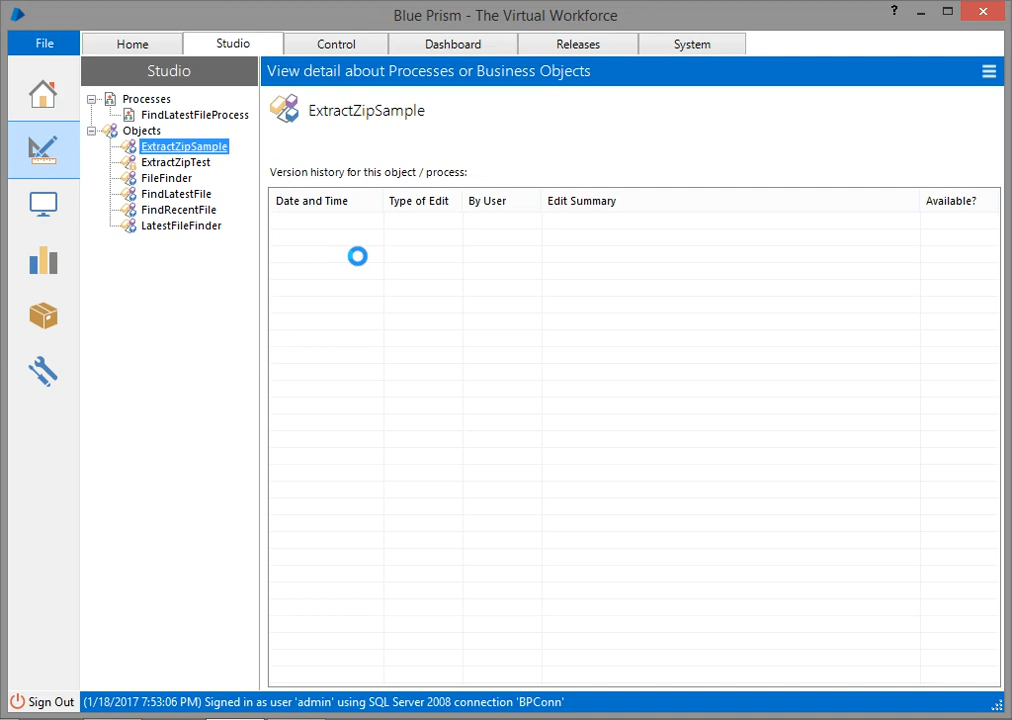 Blue Prism - The Virtual Workforce
?
File
Home
Studio
Control
Dashboard
Releases
System
Studio
View detail about Processes or Business Objects
Processes
FindLatestFileProcess
Objects
ExtractZipSample
ExtractZipTest
FileFinder
FindLatestFile
FindRecentFile
LatestFileFinder
ExtractZipSample
Version history for this object / process:
Date and Time
Type of Edit
By User
Edit Summary
Available?
Sign Out
(1/18/2017 7:53:06 PM) Signed in as user 'admin' using SQL Server 2008 connection 'BPConn'